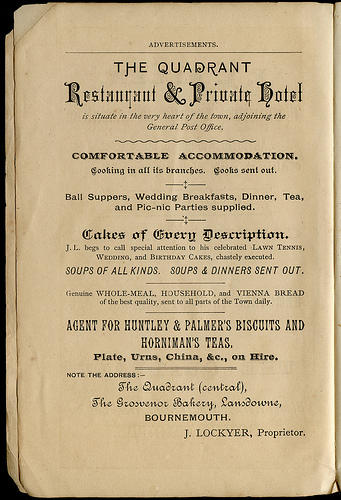 ADVERTISEMENTS.
THE QUADRANT
Restaurant & Private Hotel
is situate in the very heart of the town, adjoining the
General Post Office.
COMFORTABLE ACCOMMODATION.
Cooking in all its branches. Cooks sent out.
Ball Suppers, Wedding Breakfasts, Dinner, Tea,
and Pic-nic Parties supplied.
Cakes of Every Description.
J. L. begs to call special attention to his celebrated LAWN TENNIS,
WEDDING, and BIRTHDAY CAKES, chastely executed.
SOUPS OF ALL KINDS. SOUPS & DINNERS SENT OUT.
Genuine WHOLE-MEAL, HOUSEHOLD, and VIENNA BREAD
of the best quality, sent to all parts of the Town daily.
AGENT FOR HUNTLEY & PALMER'S BISCUITS AND
HORNIMAN'S TEAS.
Plate, Urns, China, &c., on Hire.
NOTE THE ADDRESS:—
The Quadrant (central),
The Grosvenor Bakery, Lansdowne,
BOURNEMOUTH.
J. LOCKYER, Proprietor.